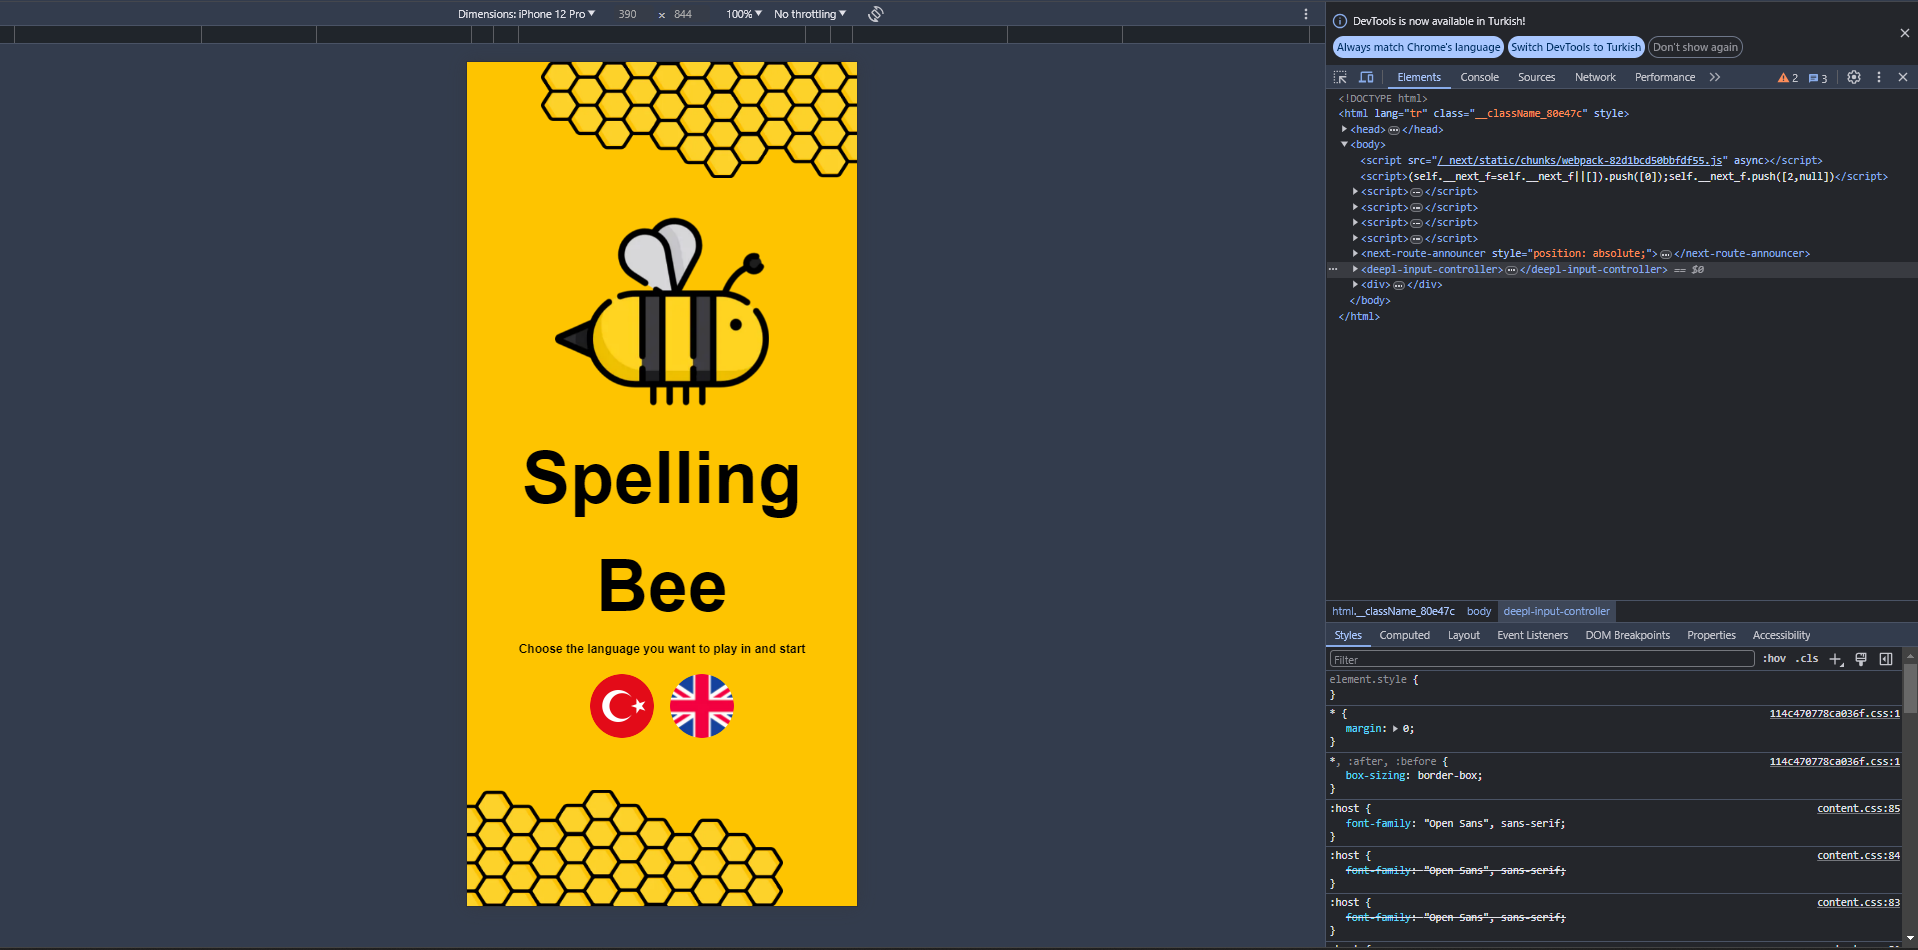 Dimensions: iPhone 12 Pro 390 × 844 100% No throttling
Spelling
Bee
Choose the language you want to play in and start
DevTools is now available in Turkish!
Always match Chrome's language Switch DevTools to Turkish Don't show again
Elements Console Sources Network Performance 2 3
<!DOCTYPE html>
<html lang="tr" class="__className_80e47c" style>
<head> </head>
<body>
<script src="/_next/static/chunks/webpack-82d1bcd50bbfdf55.js" async></script>
<script>(self.__next_f=self.__next_f||[]).push([0]);self.__next_f.push([2,null])</script>
<script> </script>
<script> </script>
<script> </script>
<script> </script>
<next-route-announcer style="position: absolute;"> </next-route-announcer>
<deepl-input-controller> </deepl-input-controller> == $0
<div> </div>
</body>
</html>
html.__className_80e47c body deepl-input-controller
Styles Computed Layout Event Listeners DOM Breakpoints Properties Accessibility
Filter :hov .cls
element.style {
}
* { 114c470778ca036f.css:1
margin: 0;
}
*, :after, :before { 114c470778ca036f.css:1
box-sizing: border-box;
}
:host { content.css:85
font-family: "Open Sans", sans-serif;
}
:host { content.css:84
font-family: "Open Sans", sans-serif;
}
:host { content.css:83
font-family: "Open Sans", sans-serif;
}